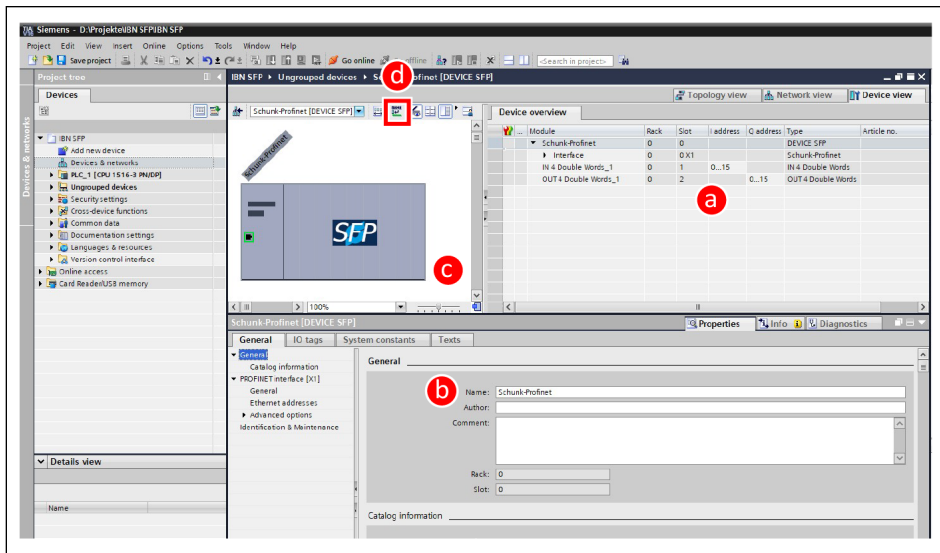 Siemens - D:\Projekte\IBN SFP\IBN SFP
Project Edit View Insert Online Options Tools Window Help
Save project Go online offline <Search in project>
Project tree
IBN SFP Ungrouped devices Schunk-Profinet [DEVICE SFP]
d
Devices
Topology view Network view Device view
Schunk-Profinet [DEVICE SFP]
Device overview
... Module Rack Slot I address Q address Type Article no.
Schunk-Profinet 0 0 DEVICE SFP
Interface 0 0 X1 Schunk-Profinet
IN 4 Double Words_1 0 1 0...15 IN 4 Double Words
OUT 4 Double Words_1 0 2 0...15 OUT 4 Double Words
a
IBN SFP
Add new device
Devices & networks
PLC_1 [CPU 1516-3 PN/DP]
Ungrouped devices
Security settings
Cross-device functions
Common data
Documentation settings
Languages & resources
Version control interface
Online access
Card Reader/USB memory
Devices & networks
Schunk-Profinet
SFP
c
100%
Schunk-Profinet [DEVICE SFP]
Properties Info Diagnostics
General IO tags System constants Texts
General
Catalog information
PROFINET interface [X1]
General
Ethernet addresses
Advanced options
Identification & Maintenance
General
b
Name: Schunk-Profinet
Author:
Comment:
Rack: 0
Slot: 0
Catalog information
Details view
Name